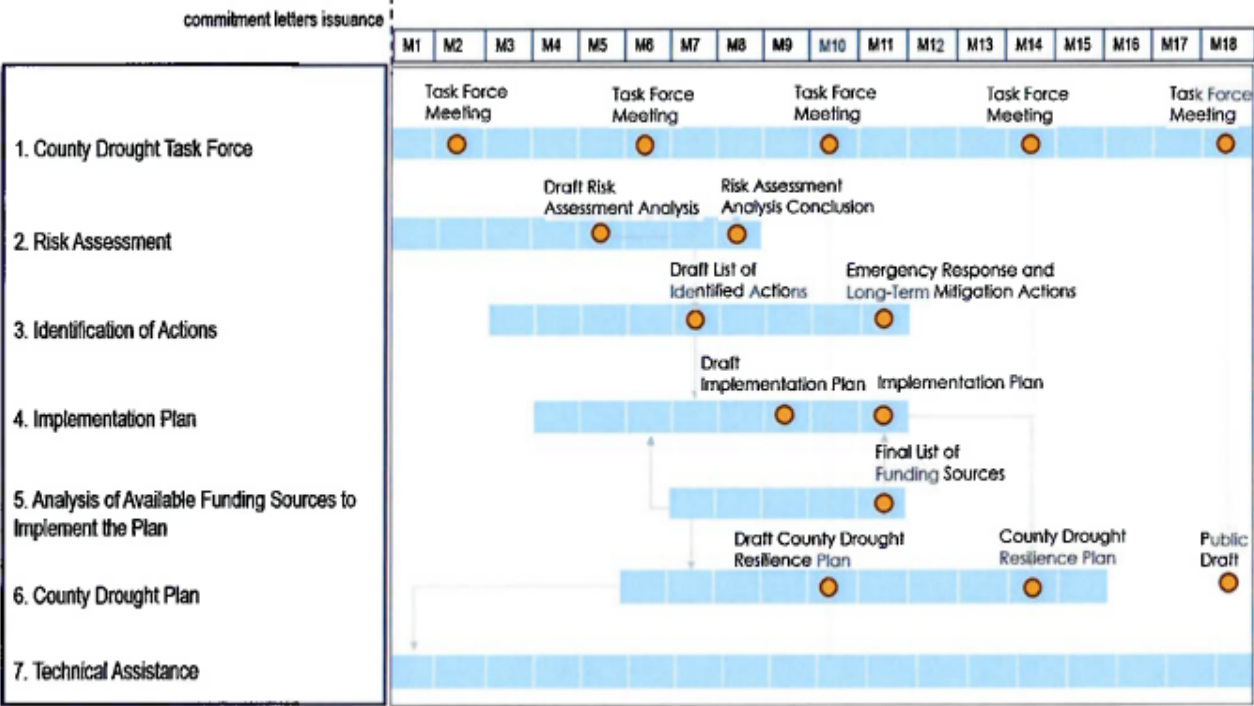 commitment letters issuance
M1 M2 M3 M4 M5 M6 M7 M8 M9 M10 M11 M12 M13 M14 M15 M16 M17 M18
Task Force Task Force Task Force Task Force Task Force
Meeting Meeting Meeting Meeting Meeting
1. County Drought Task Force
Draft Risk Risk Assessment
Assessment Analysis Analysis Conclusion
2. Risk Assessment
Draft List of Emergency Response and
Identified Actions Long-Term Mitigation Actions
3. Identification of Actions
Draft
Implementation Plan Implementation Plan
4. Implementation Plan
Final List of
Funding Sources
5. Analysis of Available Funding Sources to
Implement the Plan
Draft County Drought County Drought Public
Resilience Plan Resilience Plan Draft
6. County Drought Plan
7. Technical Assistance